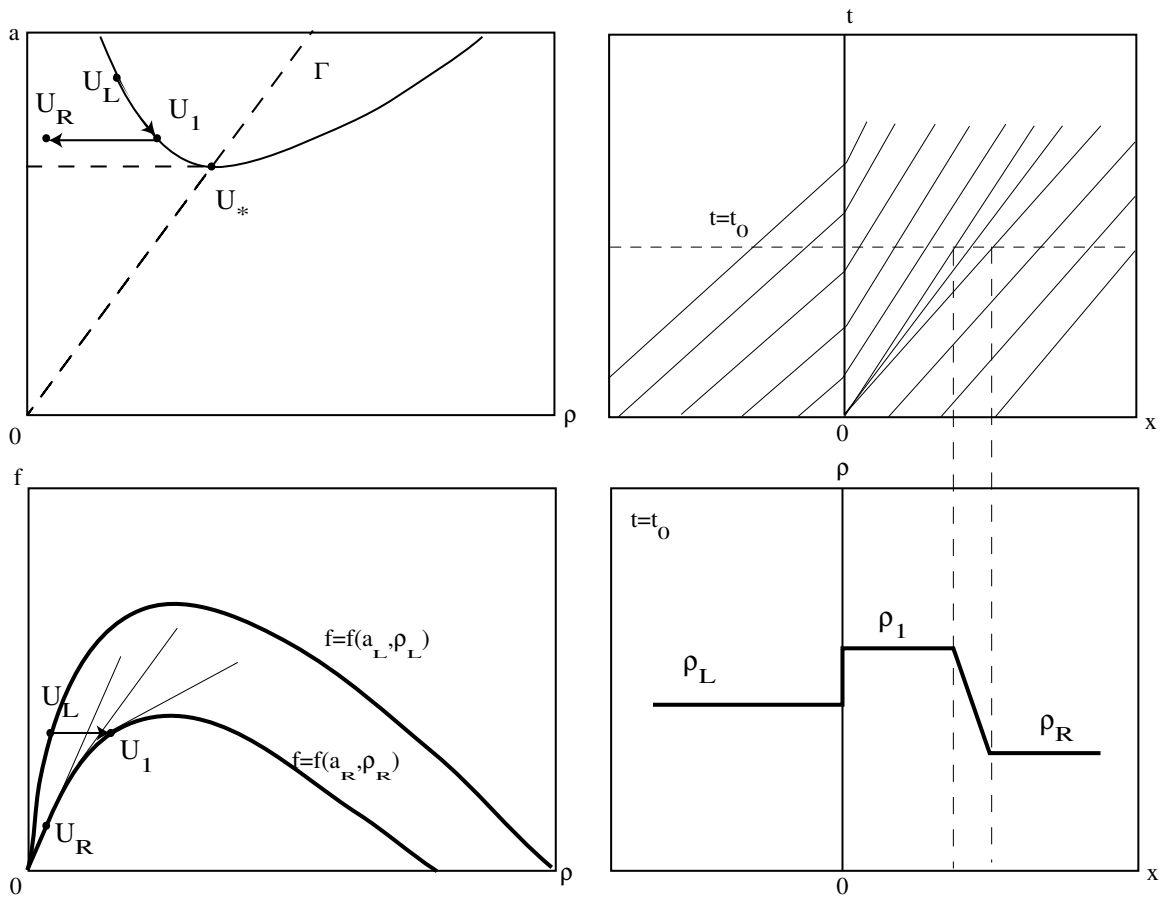 a
Γ
U_L
U_R
U_1
U_*
0
ρ
t
t=t_0
0
x
f
f=f(a_L,ρ_L)
U_L
U_1
f=f(a_R,ρ_R)
U_R
0
ρ
ρ
t=t_0
ρ_1
ρ_L
ρ_R
0
x